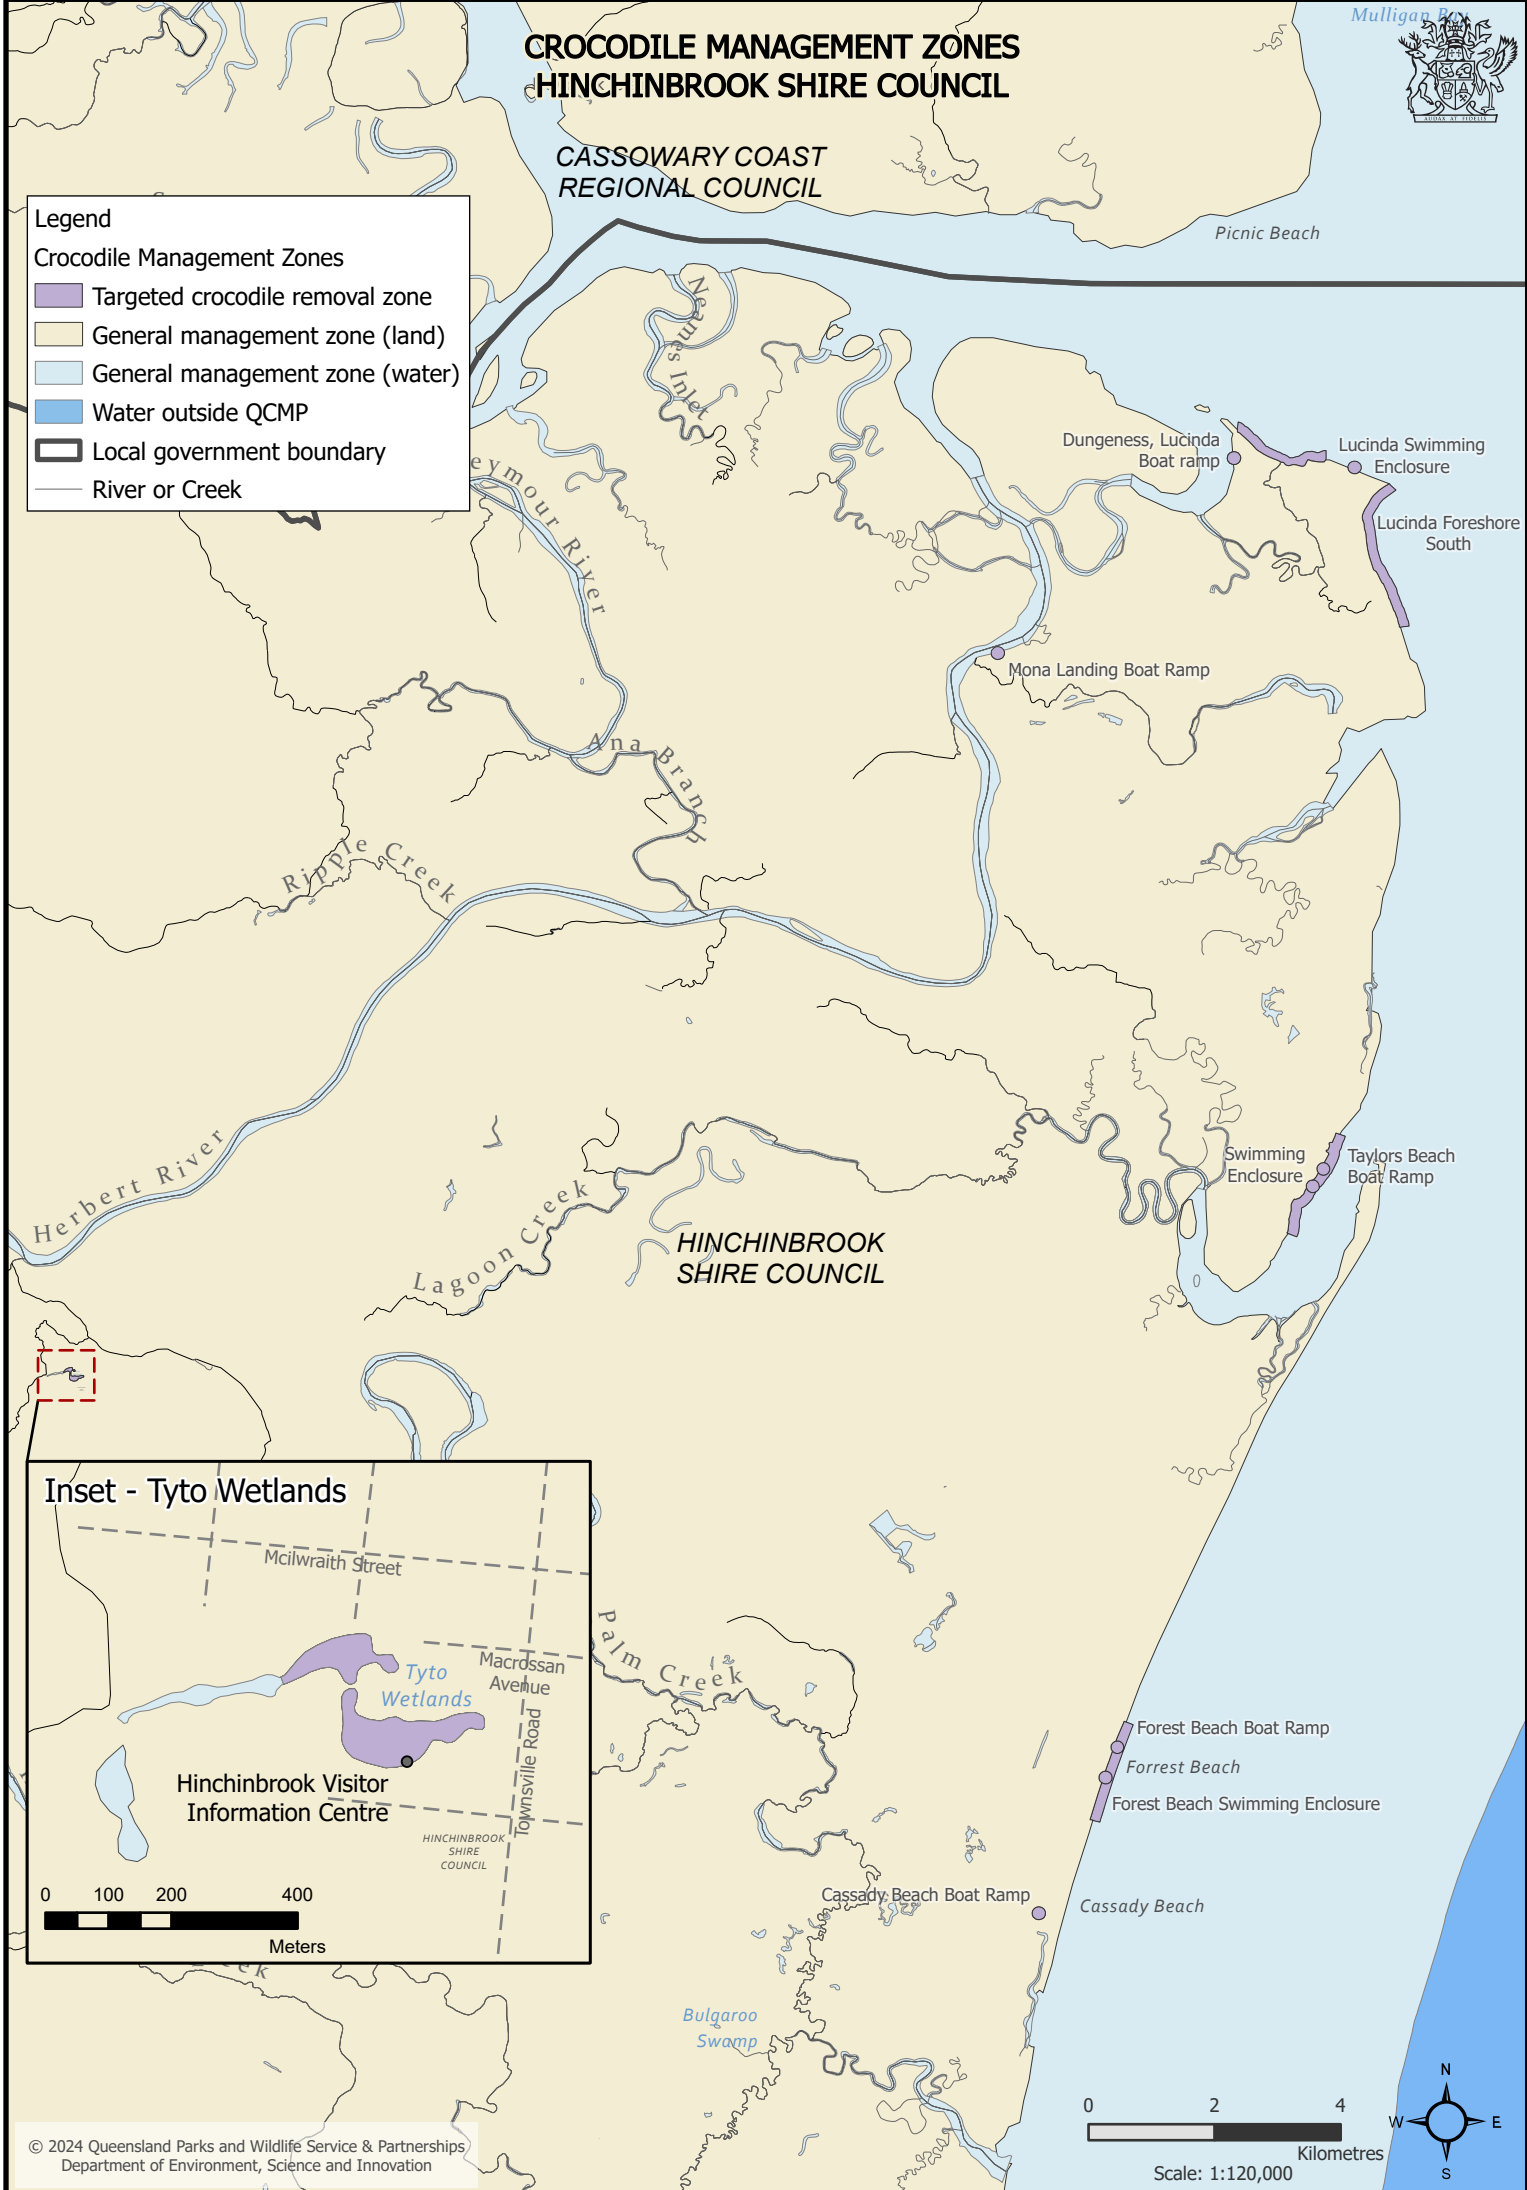 Mulligan Bay
CROCODILE MANAGEMENT ZONES
HINCHINBROOK SHIRE COUNCIL
AUDAX AT FIDELIS
CASSOWARY COAST
REGIONAL COUNCIL
Picnic Beach
Legend
Crocodile Management Zones
Targeted crocodile removal zone
General management zone (land)
General management zone (water)
Water outside QCMP
Local government boundary
River or Creek
Neames Inlet
Dungeness, Lucinda
Boat ramp
Lucinda Swimming
Enclosure
Lucinda Foreshore
South
eymour River
Mona Landing Boat Ramp
Ana Branch
Ripple Creek
Herbert River
Lagoon Creek
Swimming
Enclosure
Taylors Beach
Boat Ramp
HINCHINBROOK
SHIRE COUNCIL
Inset - Tyto Wetlands
Mcilwraith Street
Tyto
Wetlands
Macrossan
Avenue
Townsville Road
Hinchinbrook Visitor
Information Centre
HINCHINBROOK
SHIRE
COUNCIL
0 100 200 400
Meters
Palm Creek
Forest Beach Boat Ramp
Forrest Beach
Forest Beach Swimming Enclosure
Cassady Beach Boat Ramp
Cassady Beach
eek
Bulgaroo
Swamp
0 2 4
Kilometres
Scale: 1:120,000
N
W E
S
© 2024 Queensland Parks and Wildlife Service & Partnerships
Department of Environment, Science and Innovation